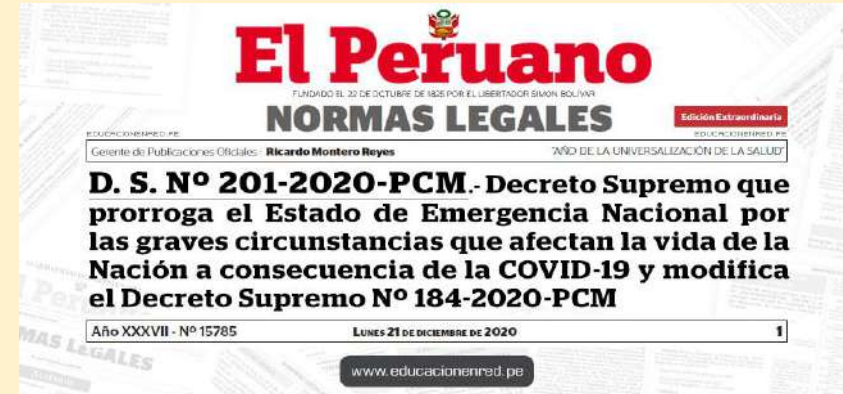 El Peruano
FUNDADO EL 22 DE OCTUBRE DE 1825 POR EL LIBERTADOR SIMÓN BOLÍVAR
NORMAS LEGALES
Edición Extraordinaria
EDUCACIONENRED.PE
EDUCACIONENRED.PE
Gerente de Publicaciones Oficiales : Ricardo Montero Reyes
"AÑO DE LA UNIVERSALIZACIÓN DE LA SALUD"
D. S. Nº 201-2020-PCM.- Decreto Supremo que
prorroga el Estado de Emergencia Nacional por
las graves circunstancias que afectan la vida de la
Nación a consecuencia de la COVID-19 y modifica
el Decreto Supremo Nº 184-2020-PCM
Año XXXVII - Nº 15785
LUNES 21 DE DICIEMBRE DE 2020
1
MAS LEGALES
www.educacionenred.pe